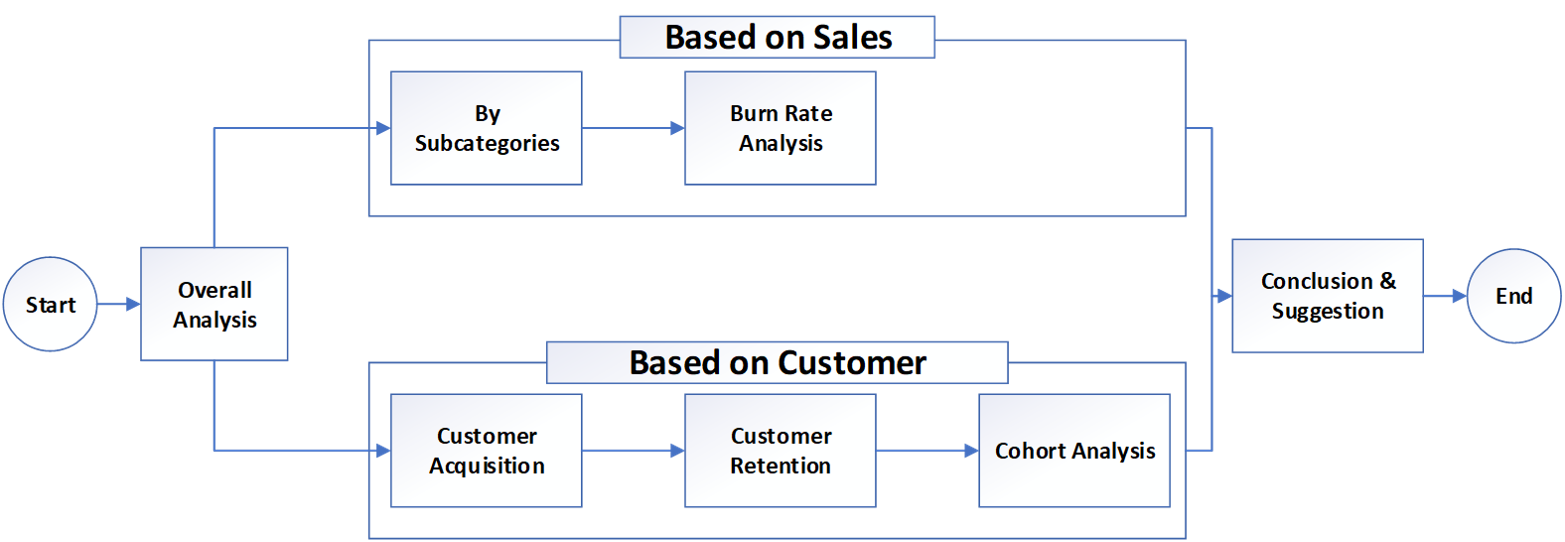 Based on Sales
By
Subcategories
Burn Rate
Analysis
Start
Overall
Analysis
Conclusion &
Suggestion
End
Based on Customer
Customer
Acquisition
Customer
Retention
Cohort Analysis